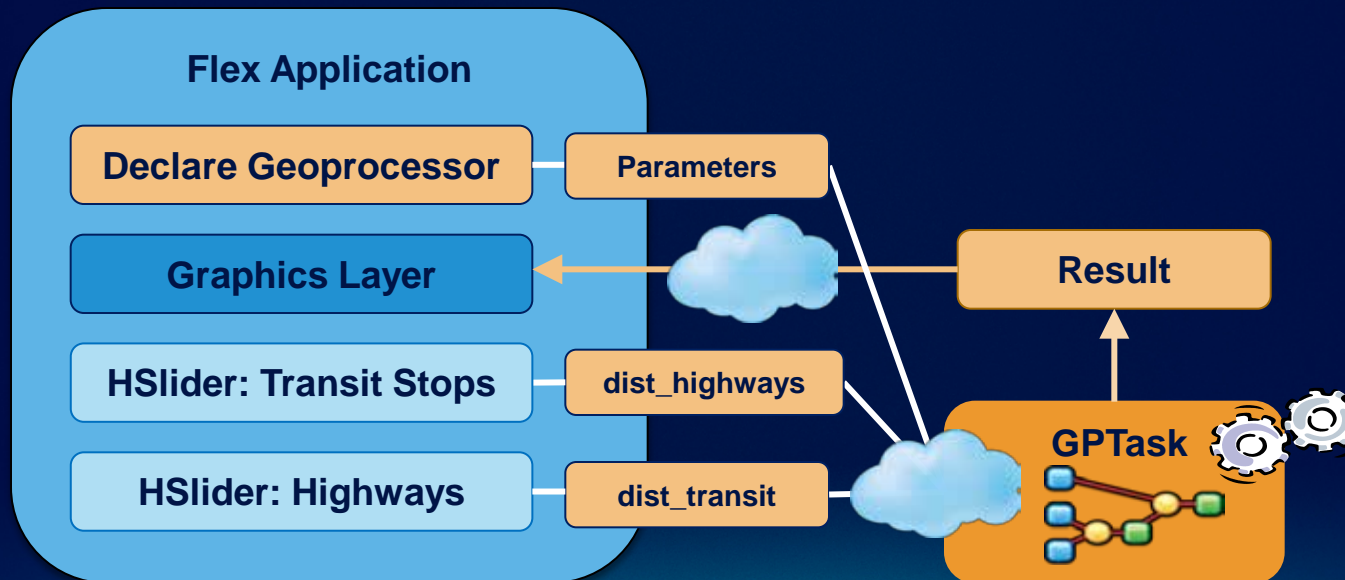 Flex Application
Declare Geoprocessor
Parameters
Graphics Layer
Result
HSlider: Transit Stops
dist_highways
GPTask
HSlider: Highways
dist_transit